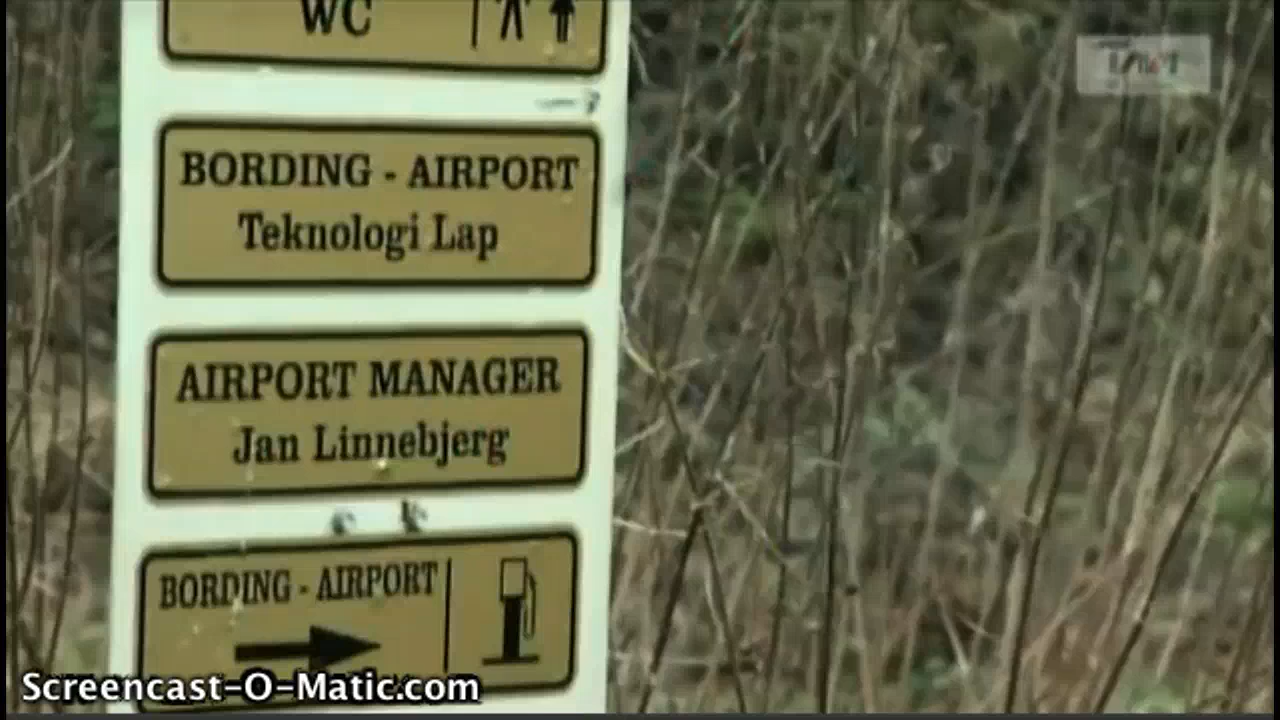 WC
BORDING - AIRPORT
Teknologi Lap
AIRPORT MANAGER
Jan Linnebjerg
BORDING - AIRPORT
Screencast-O-Matic.com